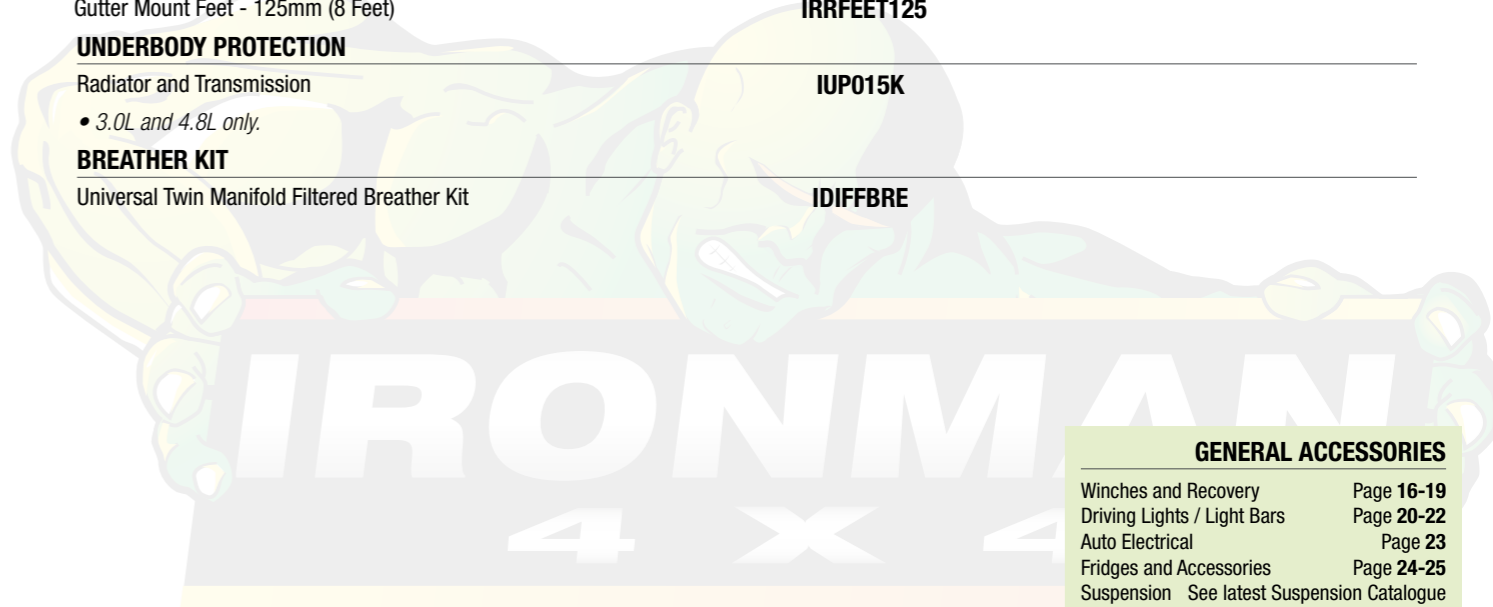 Gutter Mount Feet - 125mm (8 Feet) IRRFEET125
UNDERBODY PROTECTION
Radiator and Transmission IUP015K
• 3.0L and 4.8L only.
BREATHER KIT
Universal Twin Manifold Filtered Breather Kit IDIFFBRE
IRONMAN
4 X 4
GENERAL ACCESSORIES
Winches and Recovery Page 16-19
Driving Lights / Light Bars Page 20-22
Auto Electrical Page 23
Fridges and Accessories Page 24-25
Suspension See latest Suspension Catalogue